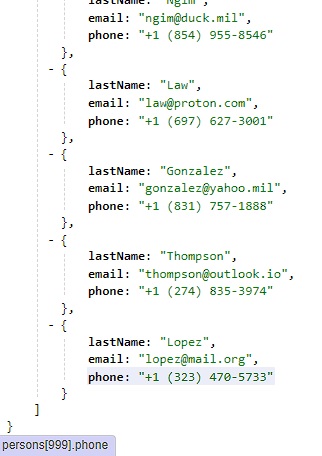 lastName: "Ngim",
email: "ngim@duck.mil",
phone: "+1 (854) 955-8546"
},
- {
lastName: "Law",
email: "law@proton.com",
phone: "+1 (697) 627-3001"
},
- {
lastName: "Gonzalez",
email: "gonzalez@yahoo.mil",
phone: "+1 (831) 757-1888"
},
- {
lastName: "Thompson",
email: "thompson@outlook.io",
phone: "+1 (274) 835-3974"
},
- {
lastName: "Lopez",
email: "lopez@mail.org",
phone: "+1 (323) 470-5733"
}
]
}
persons[999].phone